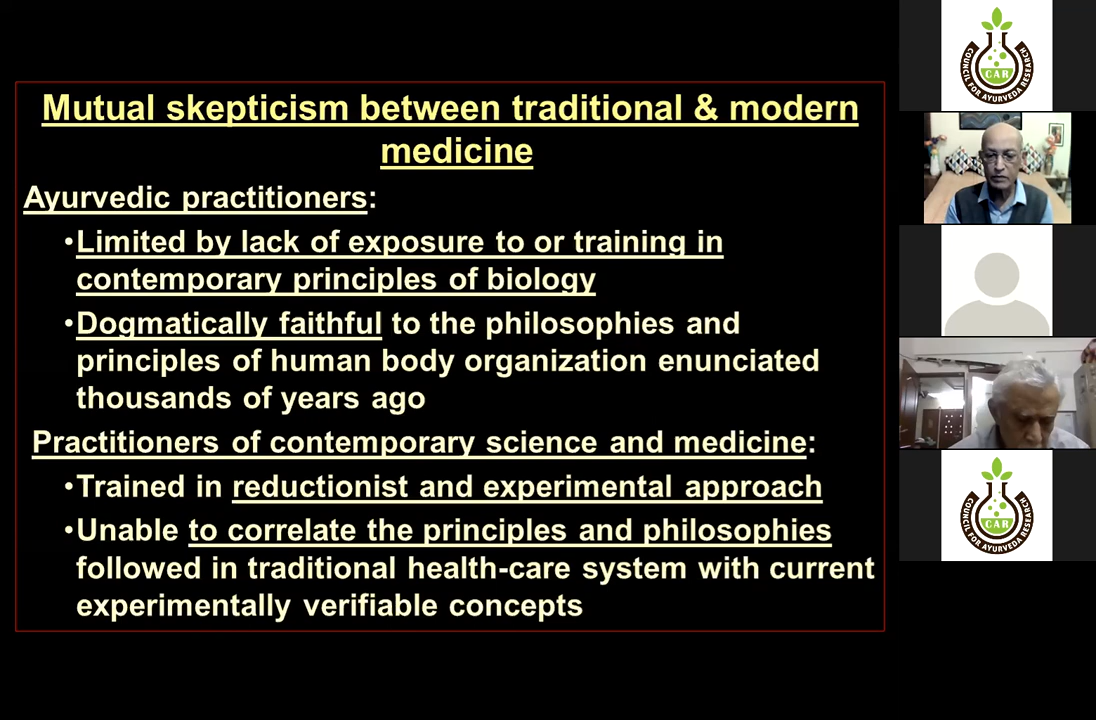 Mutual skepticism between traditional & modern
medicine
Ayurvedic practitioners:
•Limited by lack of exposure to or training in
contemporary principles of biology
•Dogmatically faithful to the philosophies and
principles of human body organization enunciated
thousands of years ago
Practitioners of contemporary science and medicine:
•Trained in reductionist and experimental approach
•Unable to correlate the principles and philosophies
followed in traditional health-care system with current
experimentally verifiable concepts
CAR
COUNCIL FOR AYURVEDA RESEARCH
CAR
COUNCIL FOR AYURVEDA RESEARCH